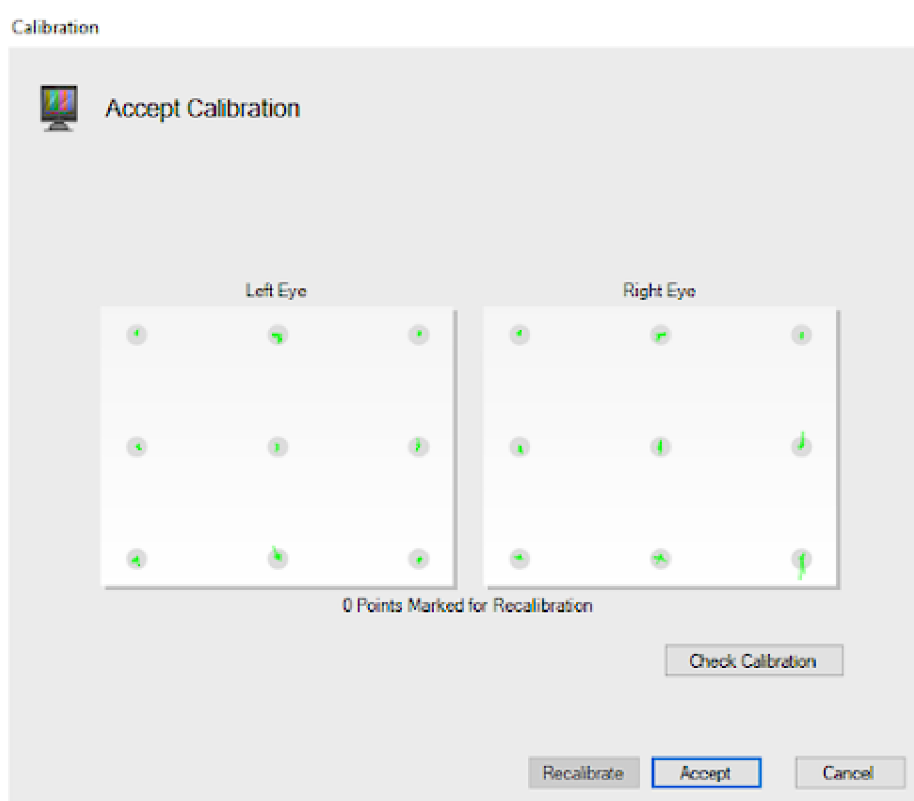 Calibration
Accept Calibration
Left Eye
Right Eye
0 Points Marked for Recalibration
Check Calibration
Recalibrate
Accept
Cancel